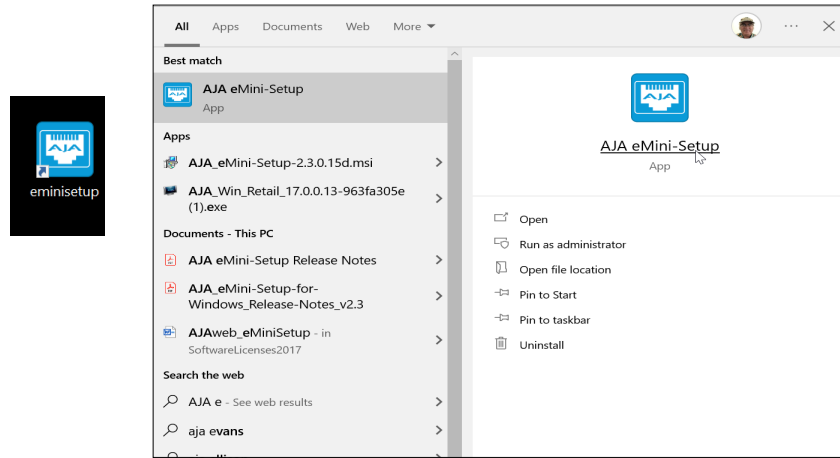 AJA
eminisetup
All Apps Documents Web More
Best match
AJA eMini-Setup
App
Apps
AJA_eMini-Setup-2.3.0.15d.msi
AJA_Win_Retail_17.0.0.13-963fa305e
(1).exe
Documents - This PC
AJA eMini-Setup Release Notes
AJA_eMini-Setup-for-
Windows_Release-Notes_v2.3
AJAweb_eMiniSetup - in
SoftwareLicenses2017
Search the web
AJA e - See web results
aja evans
AJA
AJA eMini-Setup
App
Open
Run as administrator
Open file location
Pin to Start
Pin to taskbar
Uninstall